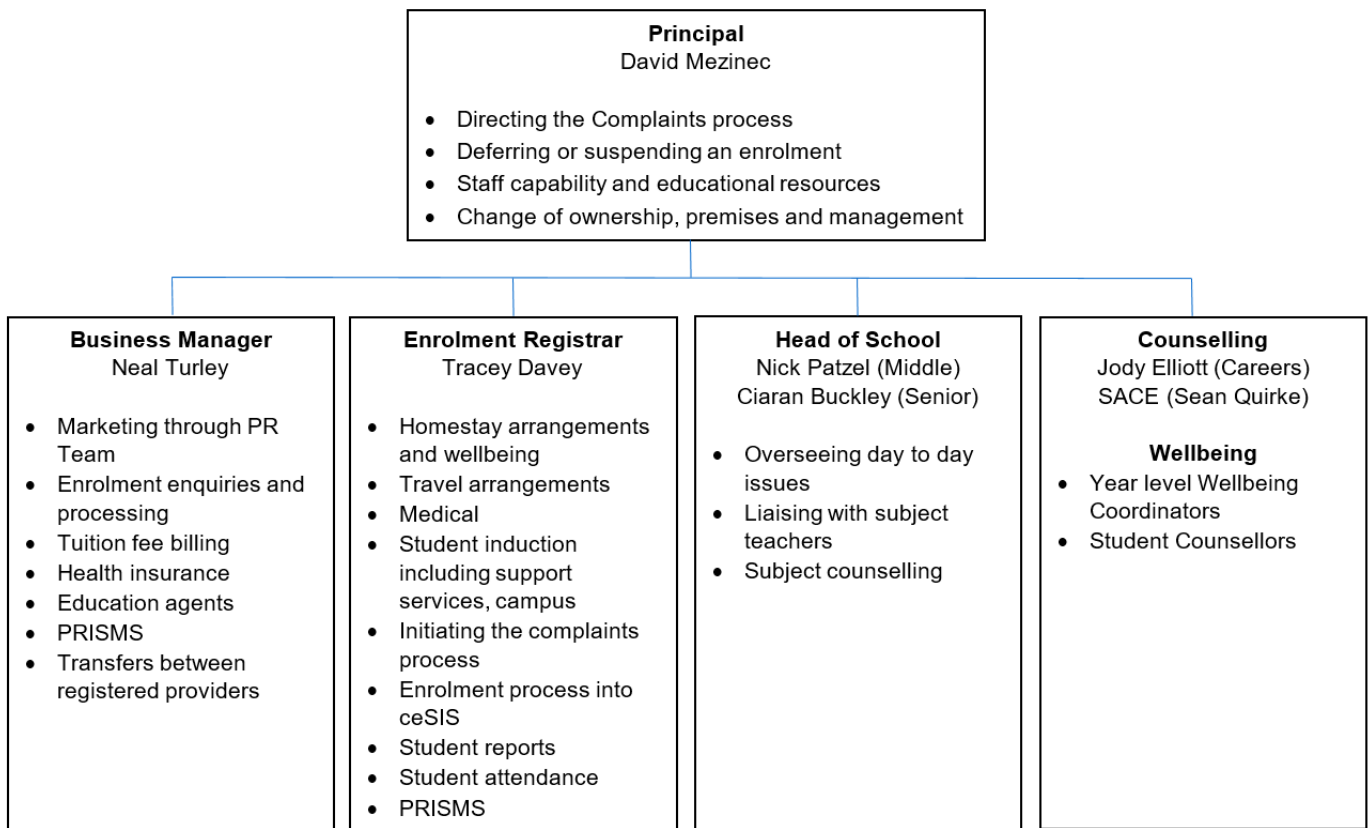 Principal
David Mezinec
• Directing the Complaints process
• Deferring or suspending an enrolment
• Staff capability and educational resources
• Change of ownership, premises and management
Business Manager
Neal Turley
• Marketing through PR
Team
• Enrolment enquiries and
processing
• Tuition fee billing
• Health insurance
• Education agents
• PRISMS
• Transfers between
registered providers
Enrolment Registrar
Tracey Davey
• Homestay arrangements
and wellbeing
• Travel arrangements
• Medical
• Student induction
including support
services, campus
• Initiating the complaints
process
• Enrolment process into
ceSIS
• Student reports
• Student attendance
• PRISMS
Head of School
Nick Patzel (Middle)
Ciaran Buckley (Senior)
• Overseeing day to day
issues
• Liaising with subject
teachers
• Subject counselling
Counselling
Jody Elliott (Careers)
SACE (Sean Quirke)
Wellbeing
• Year level Wellbeing
Coordinators
• Student Counsellors